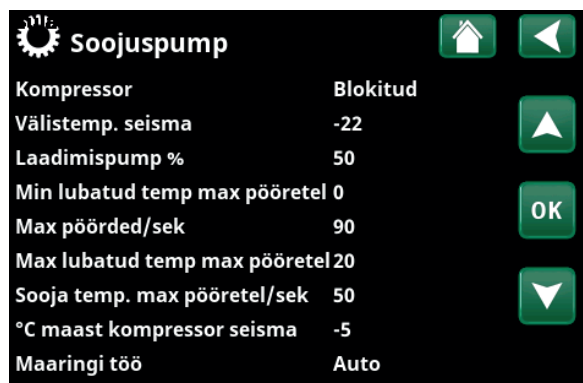 Soojuspump
Kompressor Blokitud
Välistemp. seisma -22
Laadimispump % 50
Min lubatud temp max pööretel 0
Max pöörded/sek 90
Max lubatud temp max pööretel 20
Sooja temp. max pööretel/sek 50
°C maast kompressor seisma -5
Maaringi töö Auto
OK